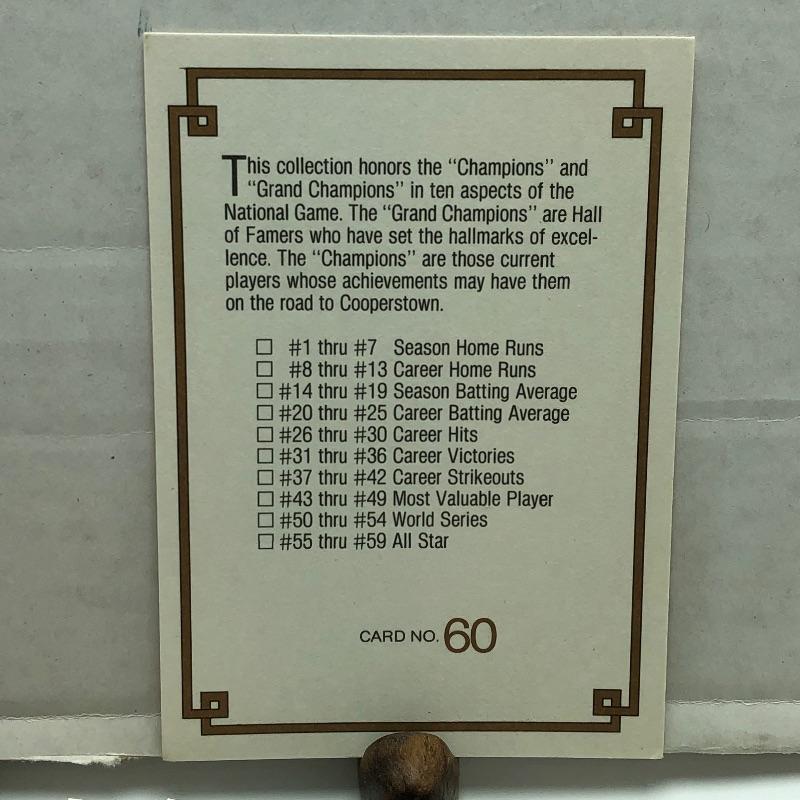 This collection honors the “Champions” and
“Grand Champions” in ten aspects of the
National Game. The “Grand Champions” are Hall
of Famers who have set the hallmarks of excel-
lence. The “Champions” are those current
players whose achievements may have them
on the road to Cooperstown.
☐ #1 thru #7 Season Home Runs
☐ #8 thru #13 Career Home Runs
☐ #14 thru #19 Season Batting Average
☐ #20 thru #25 Career Batting Average
☐ #26 thru #30 Career Hits
☐ #31 thru #36 Career Victories
☐ #37 thru #42 Career Strikeouts
☐ #43 thru #49 Most Valuable Player
☐ #50 thru #54 World Series
☐ #55 thru #59 All Star
CARD NO. 60